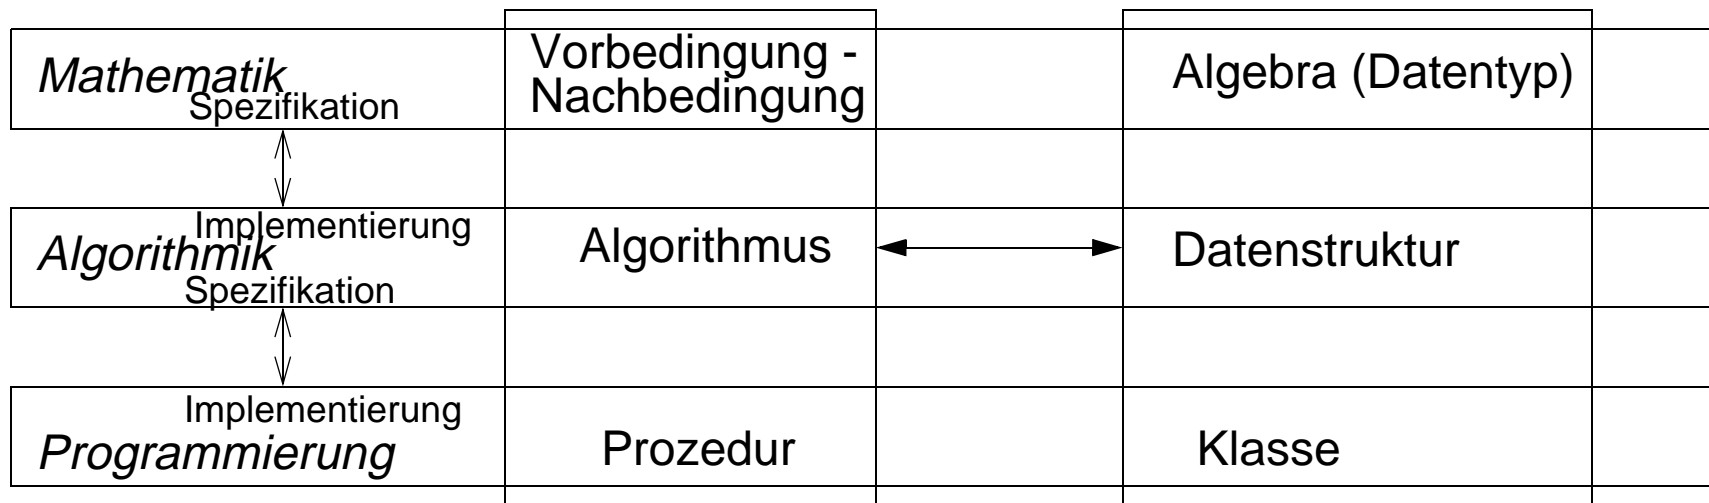 Mathematik
Spezifikation
Vorbedingung -
Nachbedingung
Algebra (Datentyp)
Implementierung
Algorithmik
Spezifikation
Algorithmus
Datenstruktur
Implementierung
Programmierung
Prozedur
Klasse